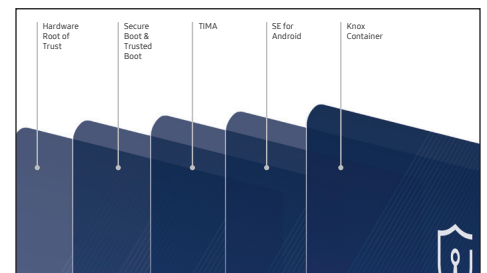 Hardware
Root of
Trust
Secure
Boot &
Trusted
Boot
TIMA
SE for
Android
Knox
Container